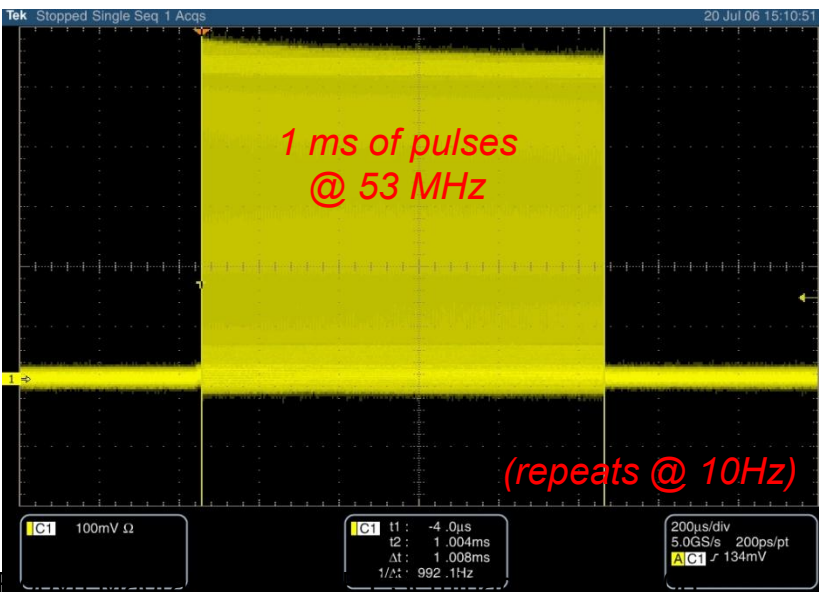 Tek Stopped Single Seq 1 Acqs 20 Jul 06 15:10:51
1 ms of pulses
@ 53 MHz
1
(repeats @ 10Hz)
C1 100mV Ω
C1 t1 : -4 .0µs
t2 : 1 .004ms
Δt : 1 .008ms
1/Δt : 992 .1Hz
200µs/div
5.0GS/s 200ps/pt
A C1 ∫ 134mV